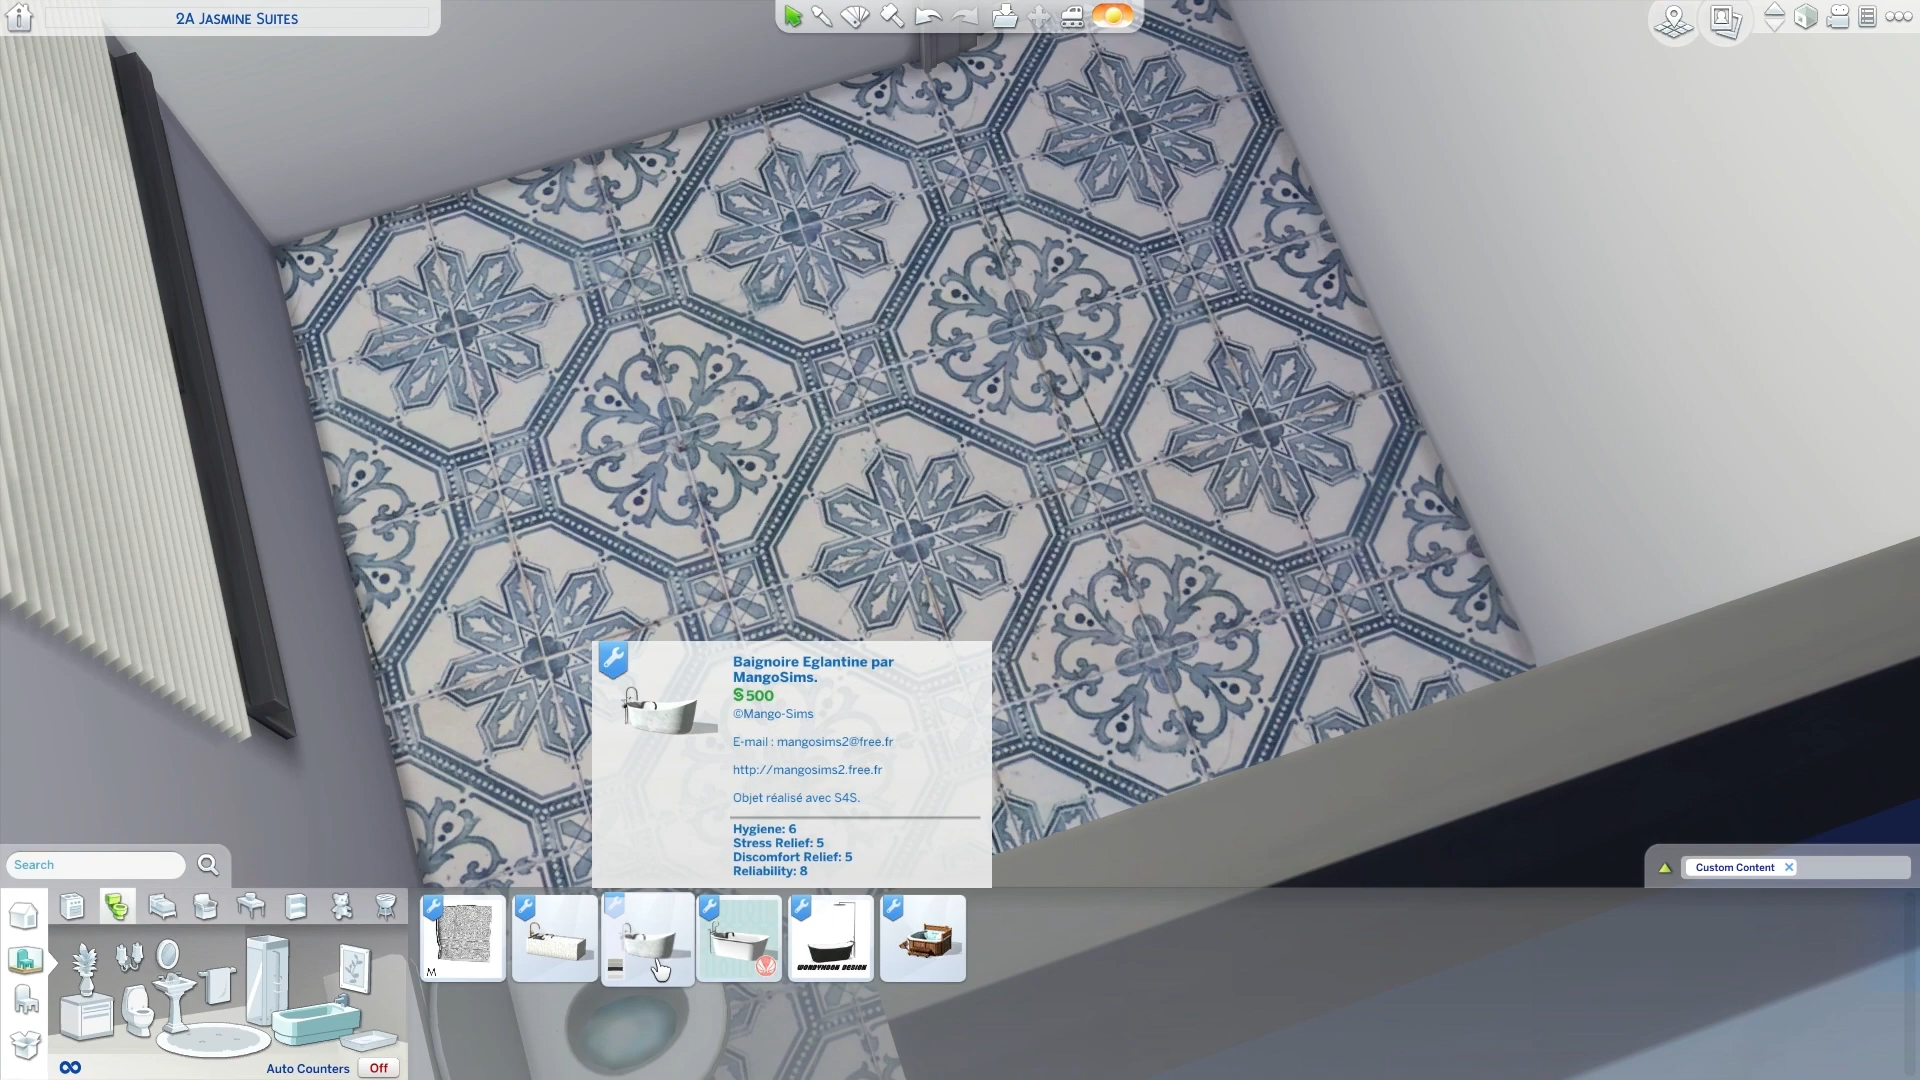 2A Jasmine Suites
Baignoire Eglantine par
MangoSims.
§500
©Mango-Sims
E-mail : mangosims2@free.fr
http://mangosims2.free.fr
Objet réalisé avec S4S.
Hygiene: 6
Stress Relief: 5
Discomfort Relief: 5
Reliability: 8
Search
Custom Content
M
WONDYMOON DESIGN
Auto Counters Off